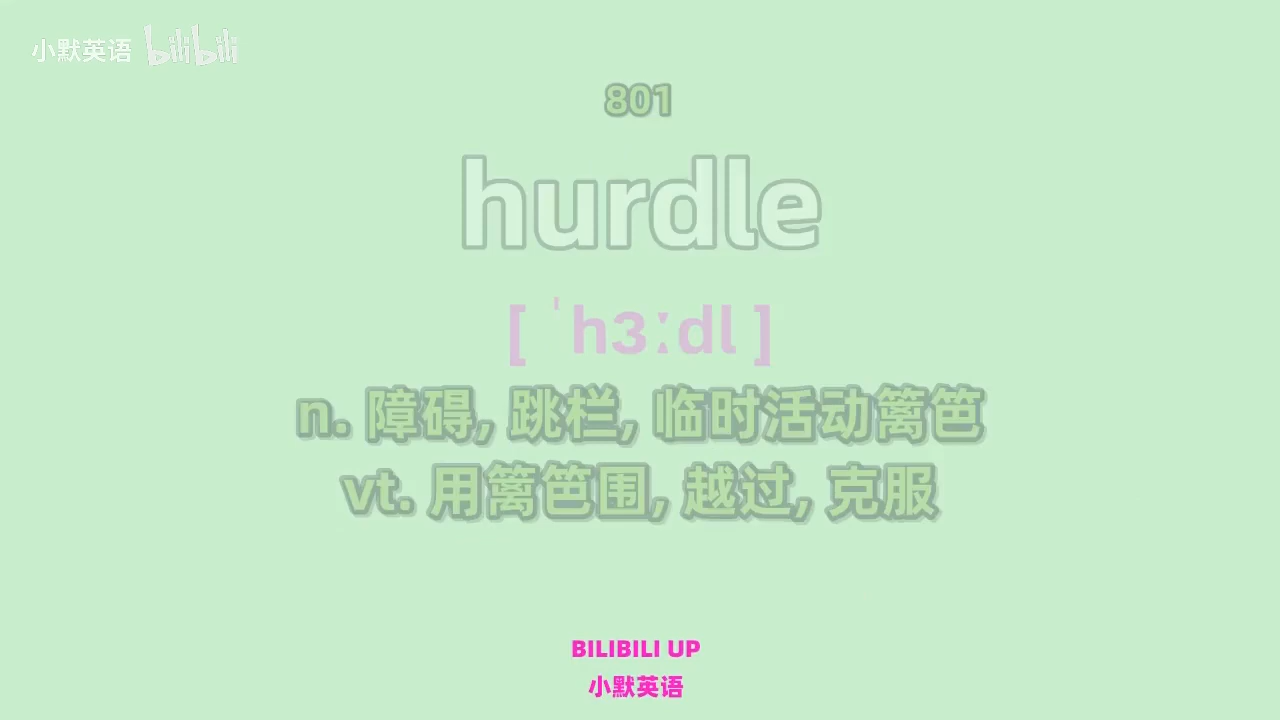 小默英语 bilibili
801
hurdle
[ ˈhɜːdl ]
n. 障碍, 跳栏, 临时活动篱笆
vt. 用篱笆围, 越过, 克服
BILIBILI UP
小默英语